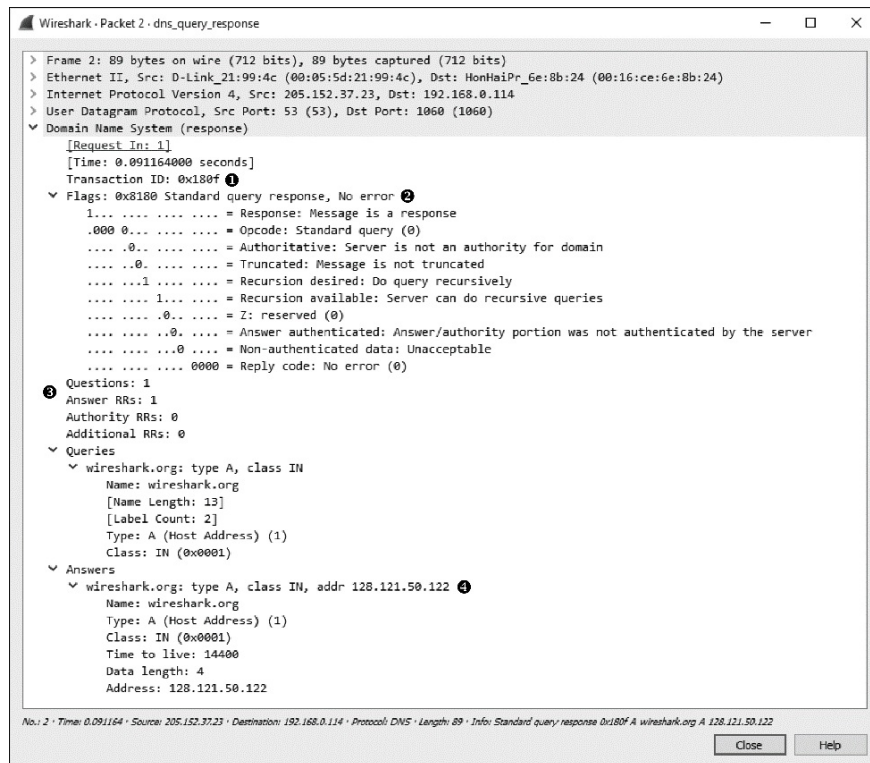 Wireshark · Packet 2 · dns_query_response
Frame 2: 89 bytes on wire (712 bits), 89 bytes captured (712 bits)
Ethernet II, Src: D-Link_21:99:4c (00:05:5d:21:99:4c), Dst: HonHaiPr_6e:8b:24 (00:16:ce:6e:8b:24)
Internet Protocol Version 4, Src: 205.152.37.23, Dst: 192.168.0.114
User Datagram Protocol, Src Port: 53 (53), Dst Port: 1060 (1060)
Domain Name System (response)
[Request In: 1]
[Time: 0.091164000 seconds]
Transaction ID: 0x180f ❶
Flags: 0x8180 Standard query response, No error ❷
1... .... .... .... = Response: Message is a response
.000 0... .... .... = Opcode: Standard query (0)
.... .0.. .... .... = Authoritative: Server is not an authority for domain
.... ..0. .... .... = Truncated: Message is not truncated
.... ...1 .... .... = Recursion desired: Do query recursively
.... .... 1... .... = Recursion available: Server can do recursive queries
.... .... .0.. .... = Z: reserved (0)
.... .... ..0. .... = Answer authenticated: Answer/authority portion was not authenticated by the server
.... .... ...0 .... = Non-authenticated data: Unacceptable
.... .... .... 0000 = Reply code: No error (0)
Questions: 1
❸ Answer RRs: 1
Authority RRs: 0
Additional RRs: 0
Queries
wireshark.org: type A, class IN
Name: wireshark.org
[Name Length: 13]
[Label Count: 2]
Type: A (Host Address) (1)
Class: IN (0x0001)
Answers
wireshark.org: type A, class IN, addr 128.121.50.122 ❹
Name: wireshark.org
Type: A (Host Address) (1)
Class: IN (0x0001)
Time to live: 14400
Data length: 4
Address: 128.121.50.122
No.: 2 · Time: 0.091164 · Source: 205.152.37.23 · Destination: 192.168.0.114 · Protocol: DNS · Length: 89 · Info: Standard query response 0x180f A wireshark.org A 128.121.50.122
Close Help